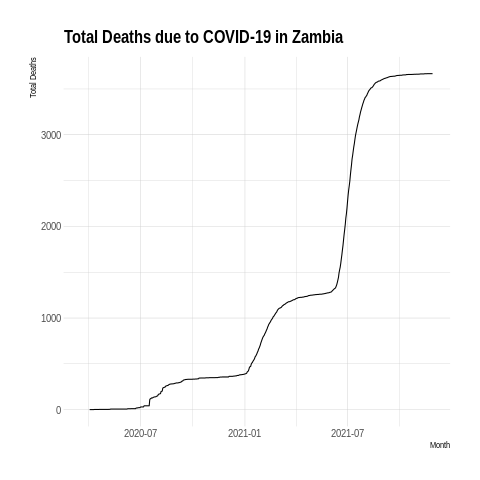 Total Deaths due to COVID-19 in Zambia
Total Deaths
3000
2000
1000
0
2020-07 2021-01 2021-07
Month